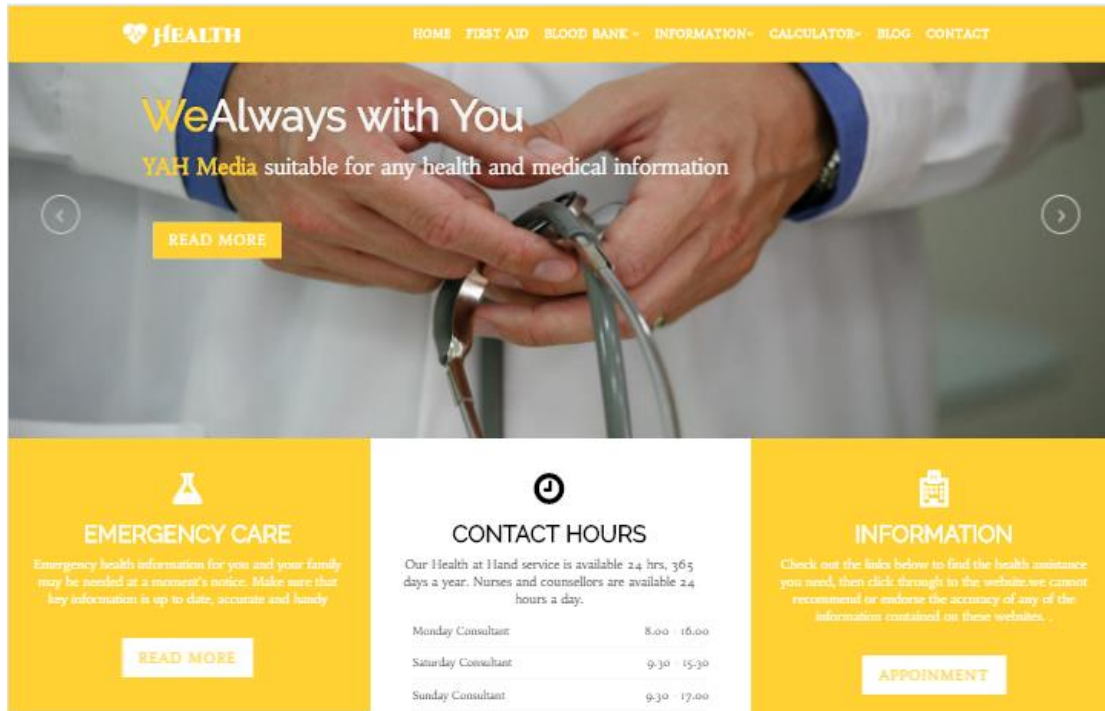 HEALTH
HOME FIRST AID BLOOD BANK INFORMATION CALCULATOR BLOG CONTACT
WeAlways with You
YAH Media suitable for any health and medical information
READ MORE
EMERGENCY CARE
Emergency health information for you and your family
may be needed at a moment's notice. Make sure that
key information is up to date, accurate and handy
READ MORE
CONTACT HOURS
Our Health at Hand service is available 24 hrs, 365
days a year. Nurses and counsellors are available 24
hours a day.
Monday Consultant 8.00 - 16.00
Saturday Consultant 9.30 - 15.30
Sunday Consultant 9.30 - 17.00
INFORMATION
Check out the links below to find the health assistance
you need, then click through to the website.we cannot
recommend or endorse the accuracy of any of the
information contained on these websites. .
APPOINMENT